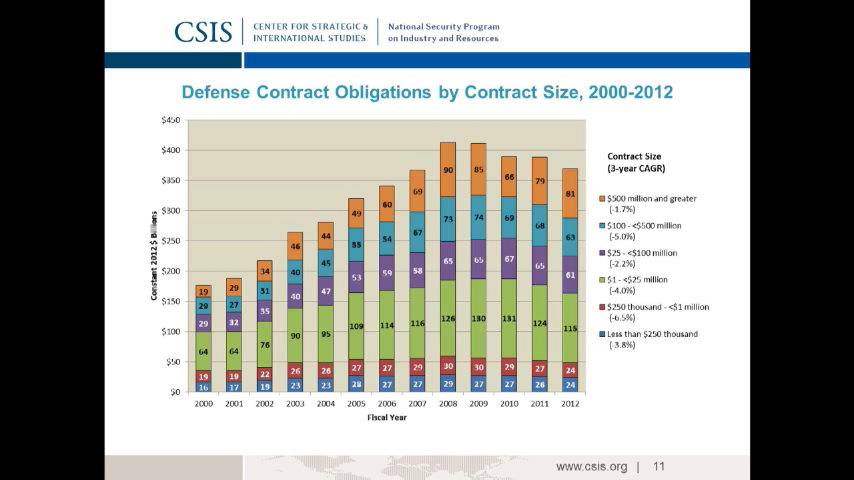 CSIS
CENTER FOR STRATEGIC &
INTERNATIONAL STUDIES
National Security Program
on Industry and Resources
Defense Contract Obligations by Contract Size, 2000-2012
Constant 2012 $ Billions
$450
$400
$350
$300
$250
$200
$150
$100
$50
$0
19 29 34 46 44 49 60 69 90 85 66 79 81
29 27 31 40 45 55 54 67 73 74 69 68 63
29 32 35 40 47 53 59 58 65 65 67 65 61
64 64 76 90 95 109 114 116 126 130 131 124 115
19 19 22 26 26 27 27 29 30 30 29 27 24
16 17 19 23 23 28 27 27 29 27 27 26 24
2000 2001 2002 2003 2004 2005 2006 2007 2008 2009 2010 2011 2012
Fiscal Year
Contract Size
(3-year CAGR)
$500 million and greater
(-1.7%)
$100 - <$500 million
(-5.0%)
$25 - <$100 million
(-2.2%)
$1 - <$25 million
(-4.0%)
$250 thousand - <$1 million
(-6.5%)
Less than $250 thousand
(-3.8%)
www.csis.org | 11